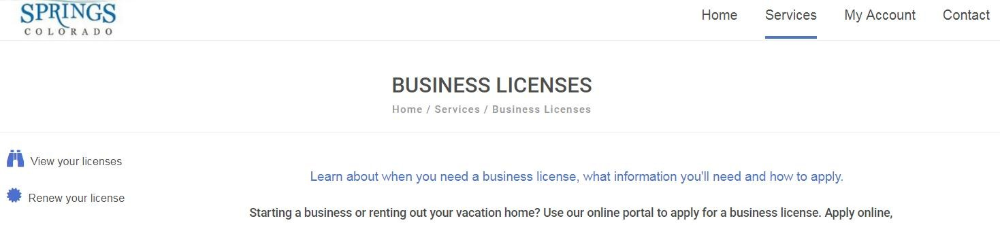 SPRINGS
COLORADO
Home Services My Account Contact
BUSINESS LICENSES
Home / Services / Business Licenses
View your licenses
Learn about when you need a business license, what information you'll need and how to apply.
Renew your license
Starting a business or renting out your vacation home? Use our online portal to apply for a business license. Apply online,